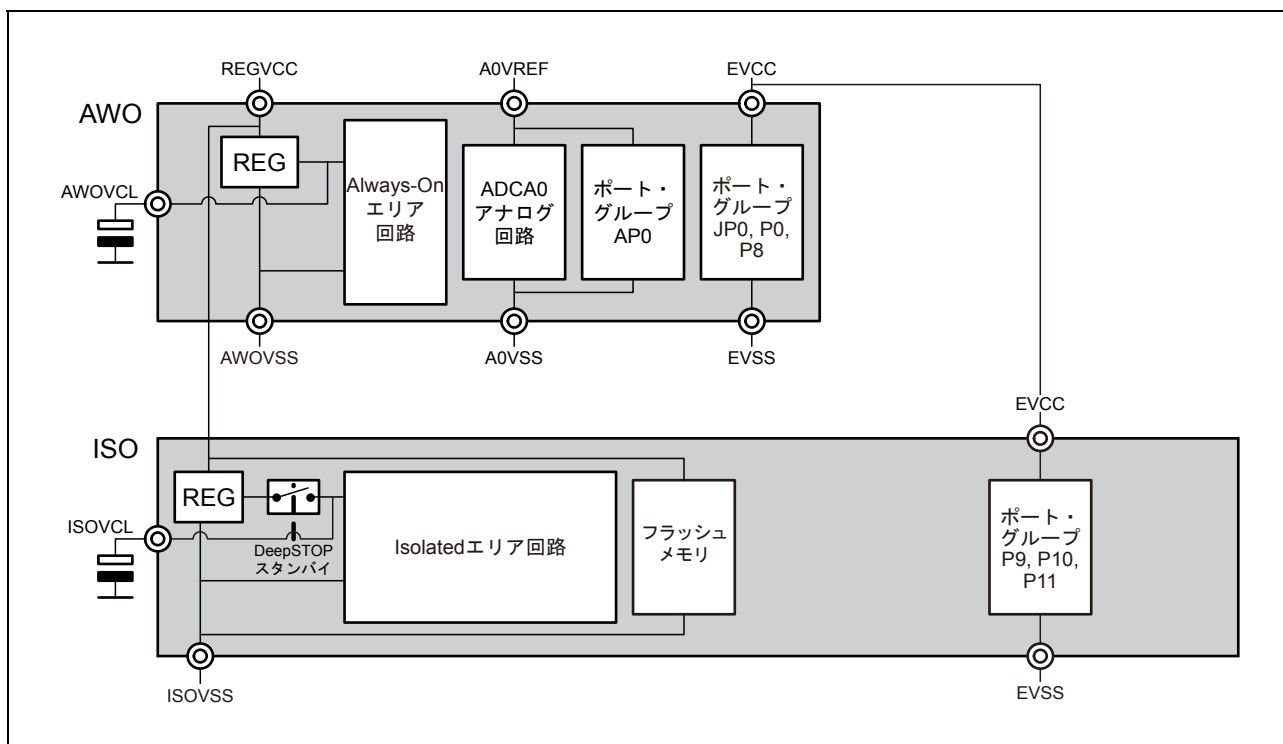 REGVCC
A0VREF
EVCC
AWO
REG
AWOVCL
Always-On
エリア
回路
ADCA0
アナログ
回路
ポート・
グループ
AP0
ポート・
グループ
JP0, P0,
P8
AWOVSS
A0VSS
EVSS
EVCC
ISO
REG
ISOVCL
DeepSTOP
スタンバイ
Isolatedエリア回路
フラッシュ
メモリ
ポート・
グループ
P9, P10,
P11
ISOVSS
EVSS